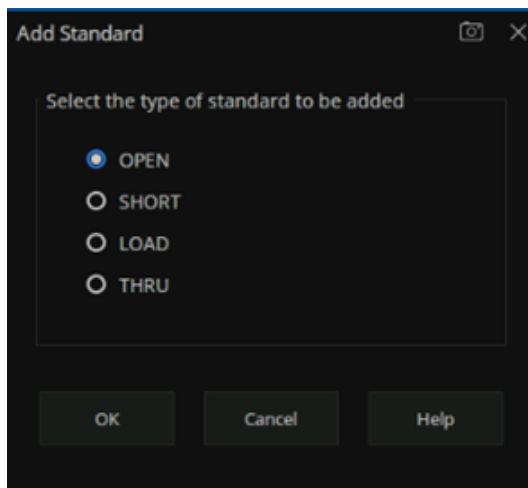 Add Standard
Select the type of standard to be added
OPEN
SHORT
LOAD
THRU
OK Cancel Help